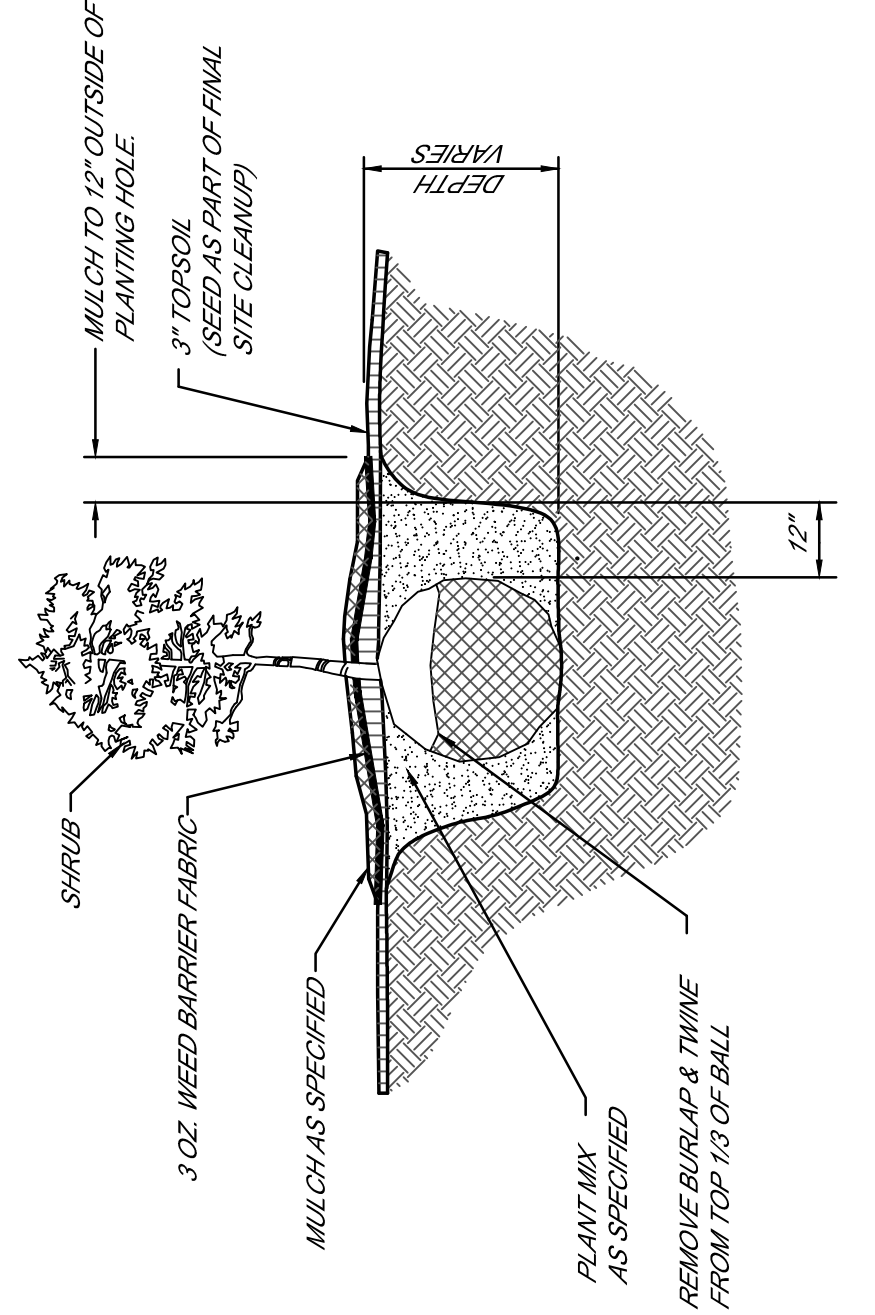 MULCH TO 12" OUTSIDE OF
PLANTING HOLE.
3" TOPSOIL
(SEED AS PART OF FINAL
SITE CLEANUP)
DEPTH
VARIES
SHRUB
3 OZ. WEED BARRIER FABRIC
MULCH AS SPECIFIED
12"
PLANT MIX
AS SPECIFIED
REMOVE BURLAP & TWINE
FROM TOP 1/3 OF BALL